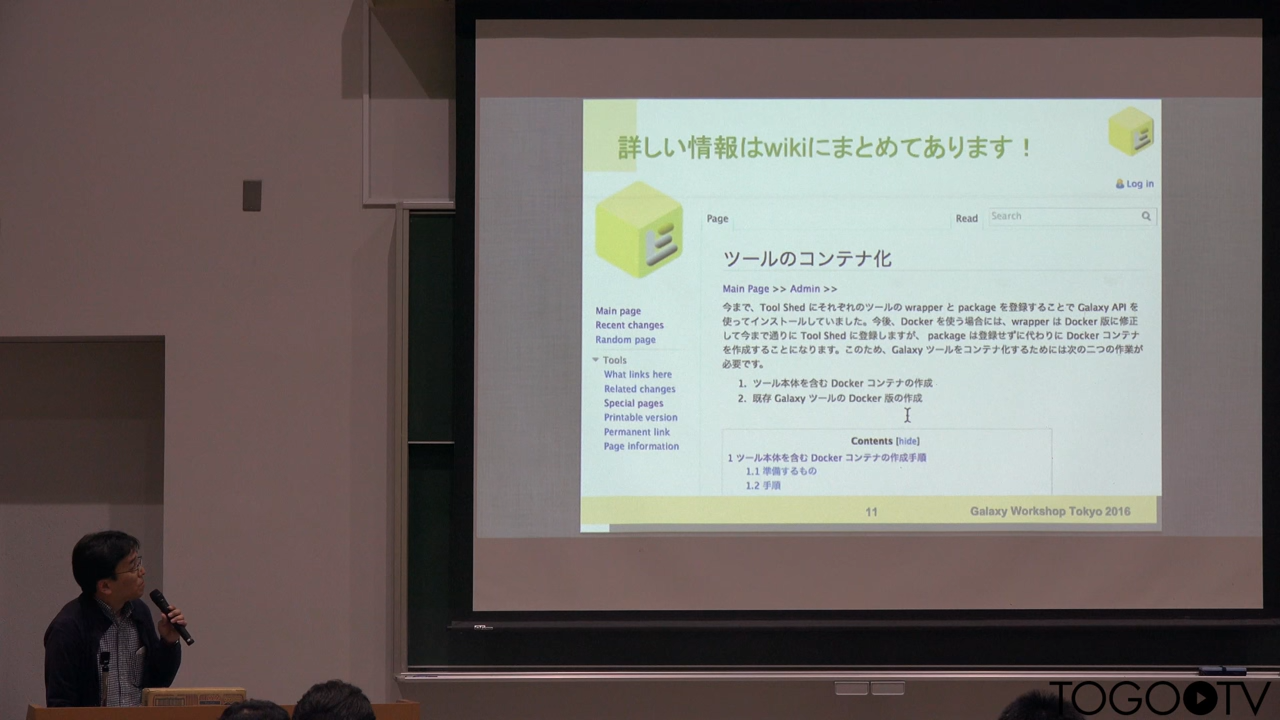 詳しい情報はwikiにまとめてあります！
Log in
Page
Read
Search
ツールのコンテナ化
Main Page >> Admin >>
今まで、Tool Shed にそれぞれのツールの wrapper と package を登録することで Galaxy API を
使ってインストールしていました。今後、Docker を使う場合には、wrapper は Docker 版に修正
して今まで通りに Tool Shed に登録しますが、 package は登録せずに代わりに Docker コンテナ
を作成することになります。このため、Galaxy ツールをコンテナ化するためには次の二つの作業が
必要です。
1. ツール本体を含む Docker コンテナの作成
2. 既存 Galaxy ツールの Docker 版の作成
Contents [hide]
1 ツール本体を含む Docker コンテナの作成手順
1.1 準備するもの
1.2 手順
Main page
Recent changes
Random page
Tools
What links here
Related changes
Special pages
Printable version
Permanent link
Page information
11
Galaxy Workshop Tokyo 2016
TOGO TV